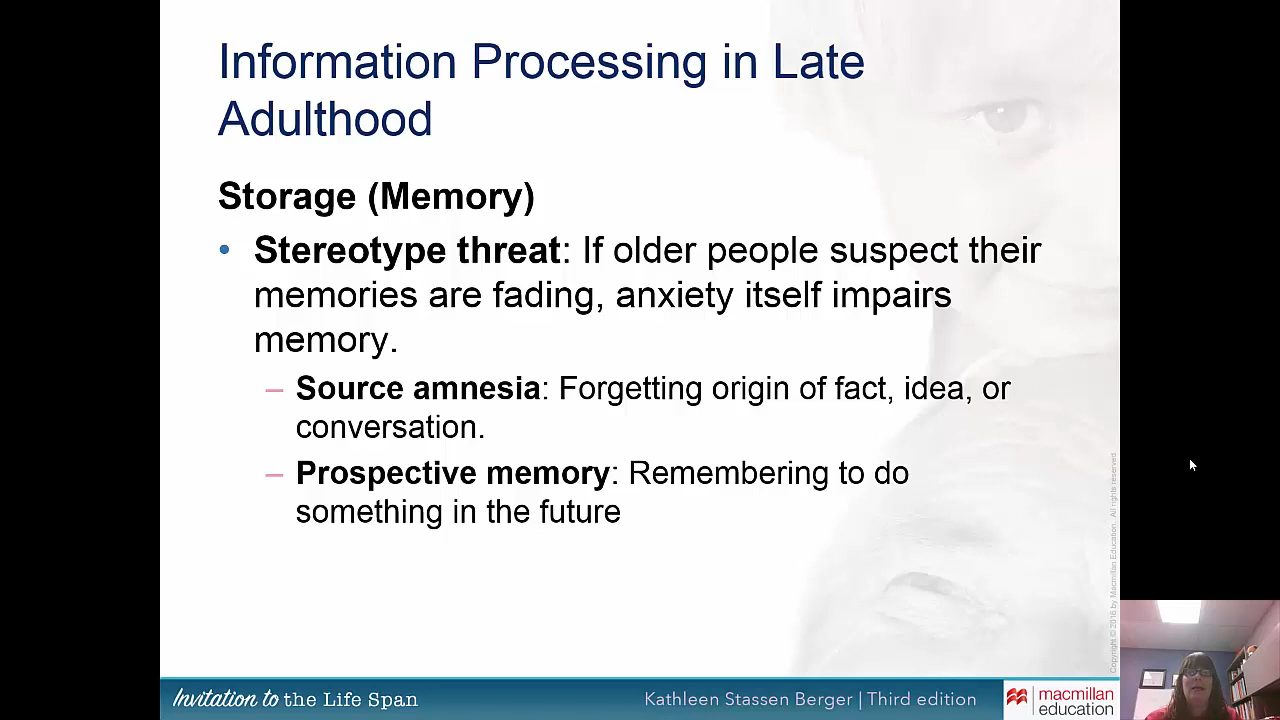 Information Processing in Late
Adulthood
Storage (Memory)
• Stereotype threat: If older people suspect their
memories are fading, anxiety itself impairs
memory.
– Source amnesia: Forgetting origin of fact, idea, or
conversation.
– Prospective memory: Remembering to do
something in the future
Copyright © 2016 by Macmillan Education. All rights reserved
Invitation to the Life Span
Kathleen Stassen Berger | Third edition
macmillan
education